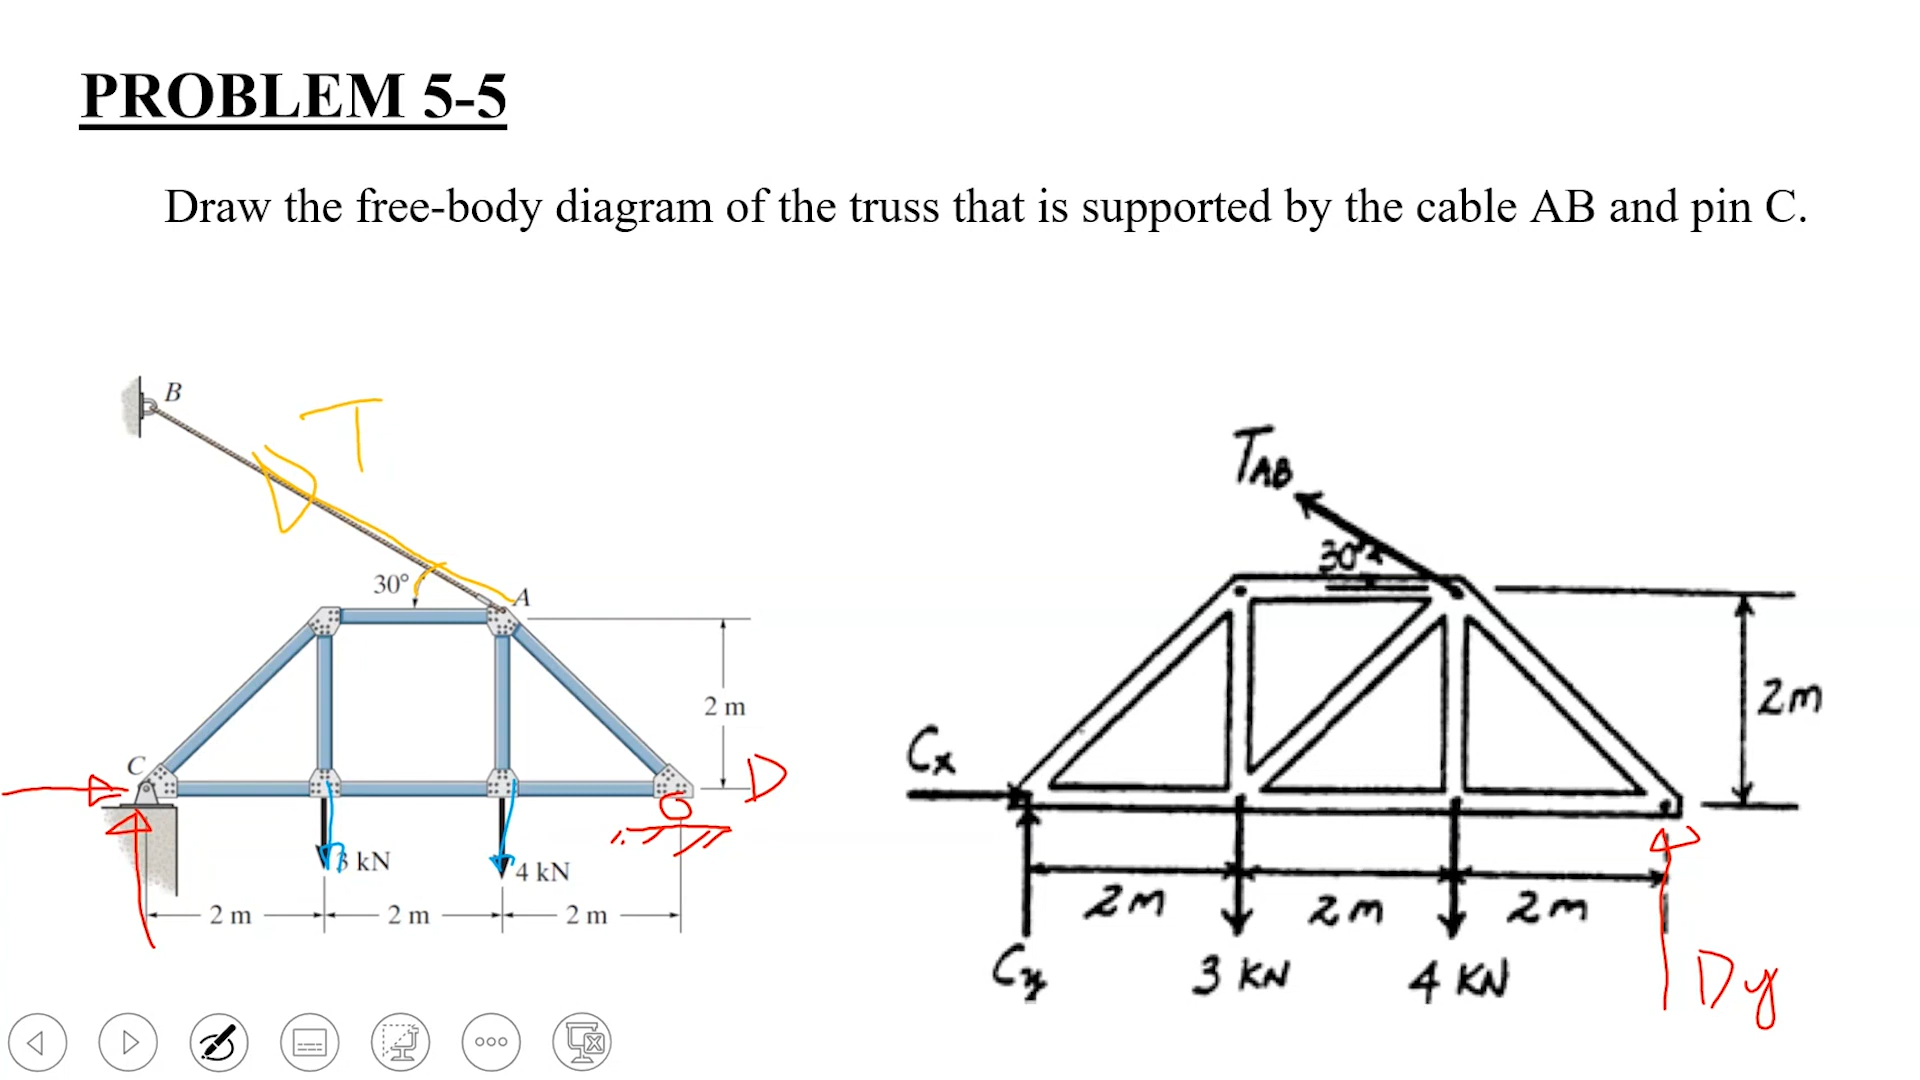 PROBLEM 5-5
Draw the free-body diagram of the truss that is supported by the cable AB and pin C.
B
T
30°
A
2 m
C
D
3 kN
4 kN
2 m
2 m
2 m
TAB
30°
2m
Cx
2m
2m
2m
Cy
3 KN
4 KN
Dy